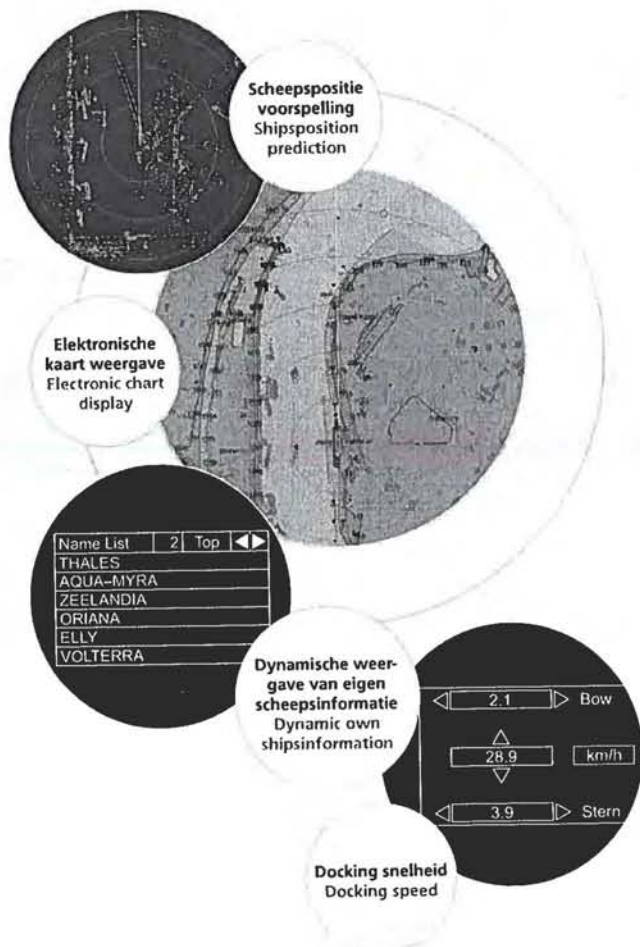 Scheepspositie
voorspelling
Shipsposition
prediction
Elektronische
kaart weergave
Electronic chart
display
Name List 2 Top
THALES
AQUA-MYRA
ZEELANDIA
ORIANA
ELLY
VOLTERRA
Dynamische weer-
gave van eigen
scheepsinformatie
Dynamic own
shipsinformation
2.1 Bow
28.9 km/h
3.9 Stern
Docking snelheid
Docking speed